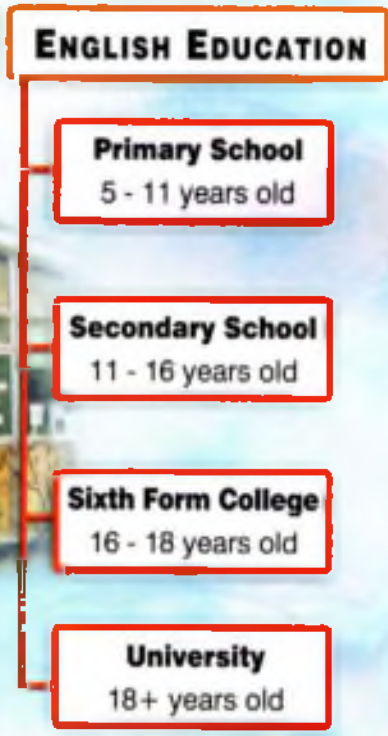 ENGLISH EDUCATION
Primary School
5 - 11 years old
Secondary School
11 - 16 years old
Sixth Form College
16 - 18 years old
University
18+ years old